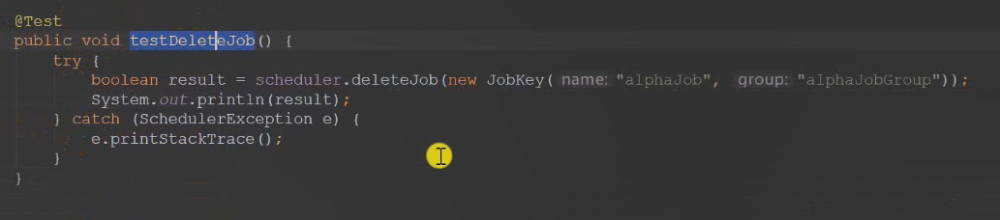 @Test
public void testDeleteJob() {
try {
boolean result = scheduler.deleteJob(new JobKey( name: "alphaJob", group: "alphaJobGroup"));
System.out.println(result);
} catch (SchedulerException e) {
e.printStackTrace();
}
}